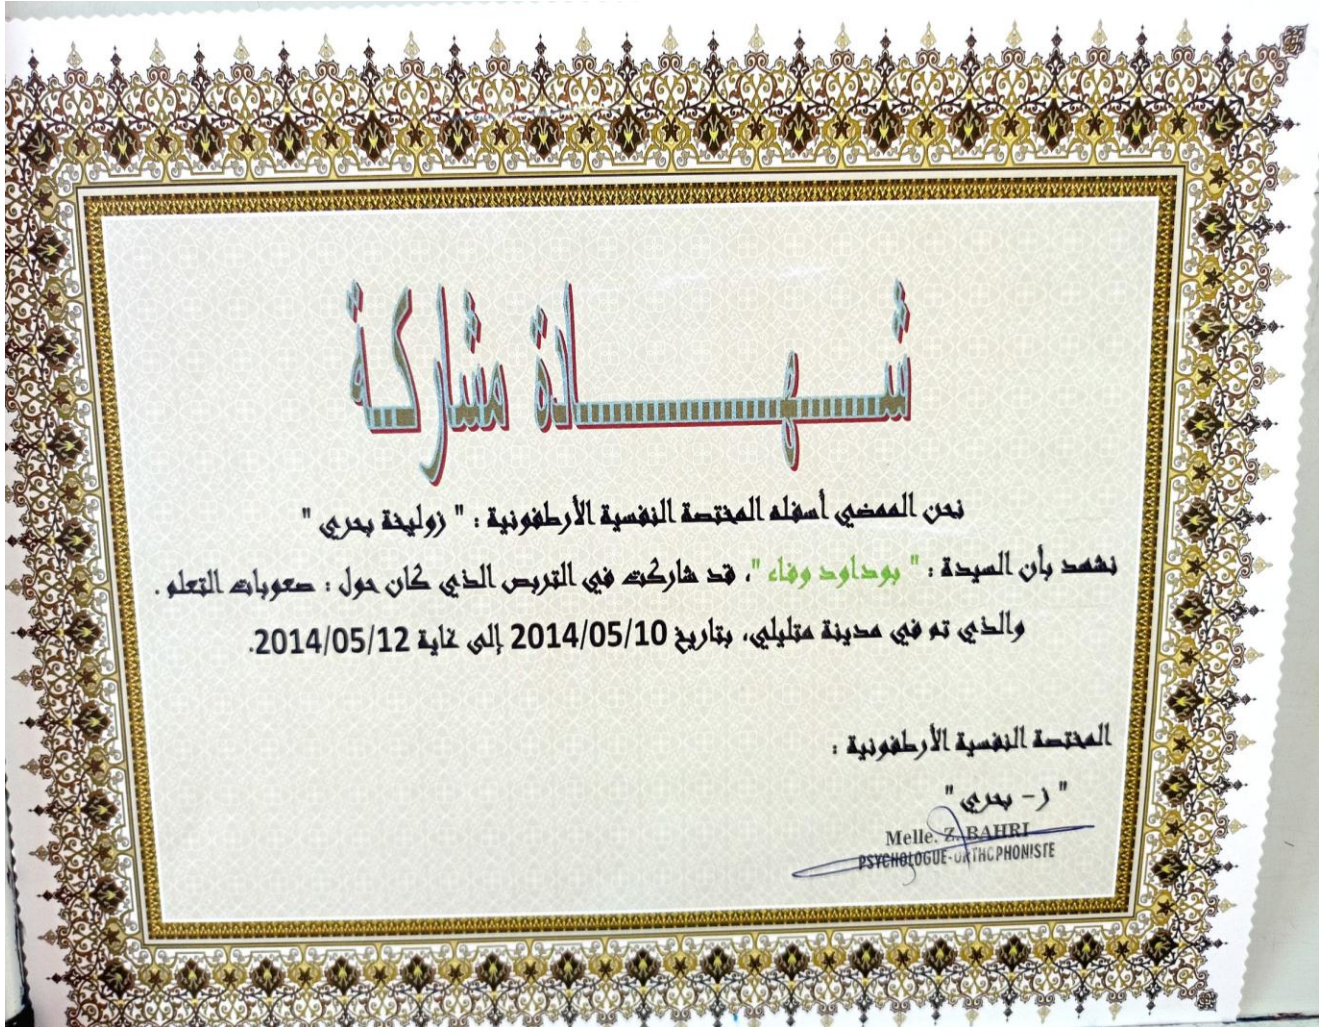 شهادة مشاركة
نحن الممضي أسفله المختصة النفسية الأرطفونية : " زوليخة بحري "
نشهد بأن السيدة : " بوداود وفاء "، قد شاركت في التربص الذي كان حول : صعوبات التعلم .
والذي تم في مدينة متليلي، بتاريخ 2014/05/10 إلى غاية 2014/05/12.
المختصة النفسية الأرطفونية :
" ز- بحري "
Melle. Z. BAHRI
PSYCHOLOGUE-ORTHOPHONISTE